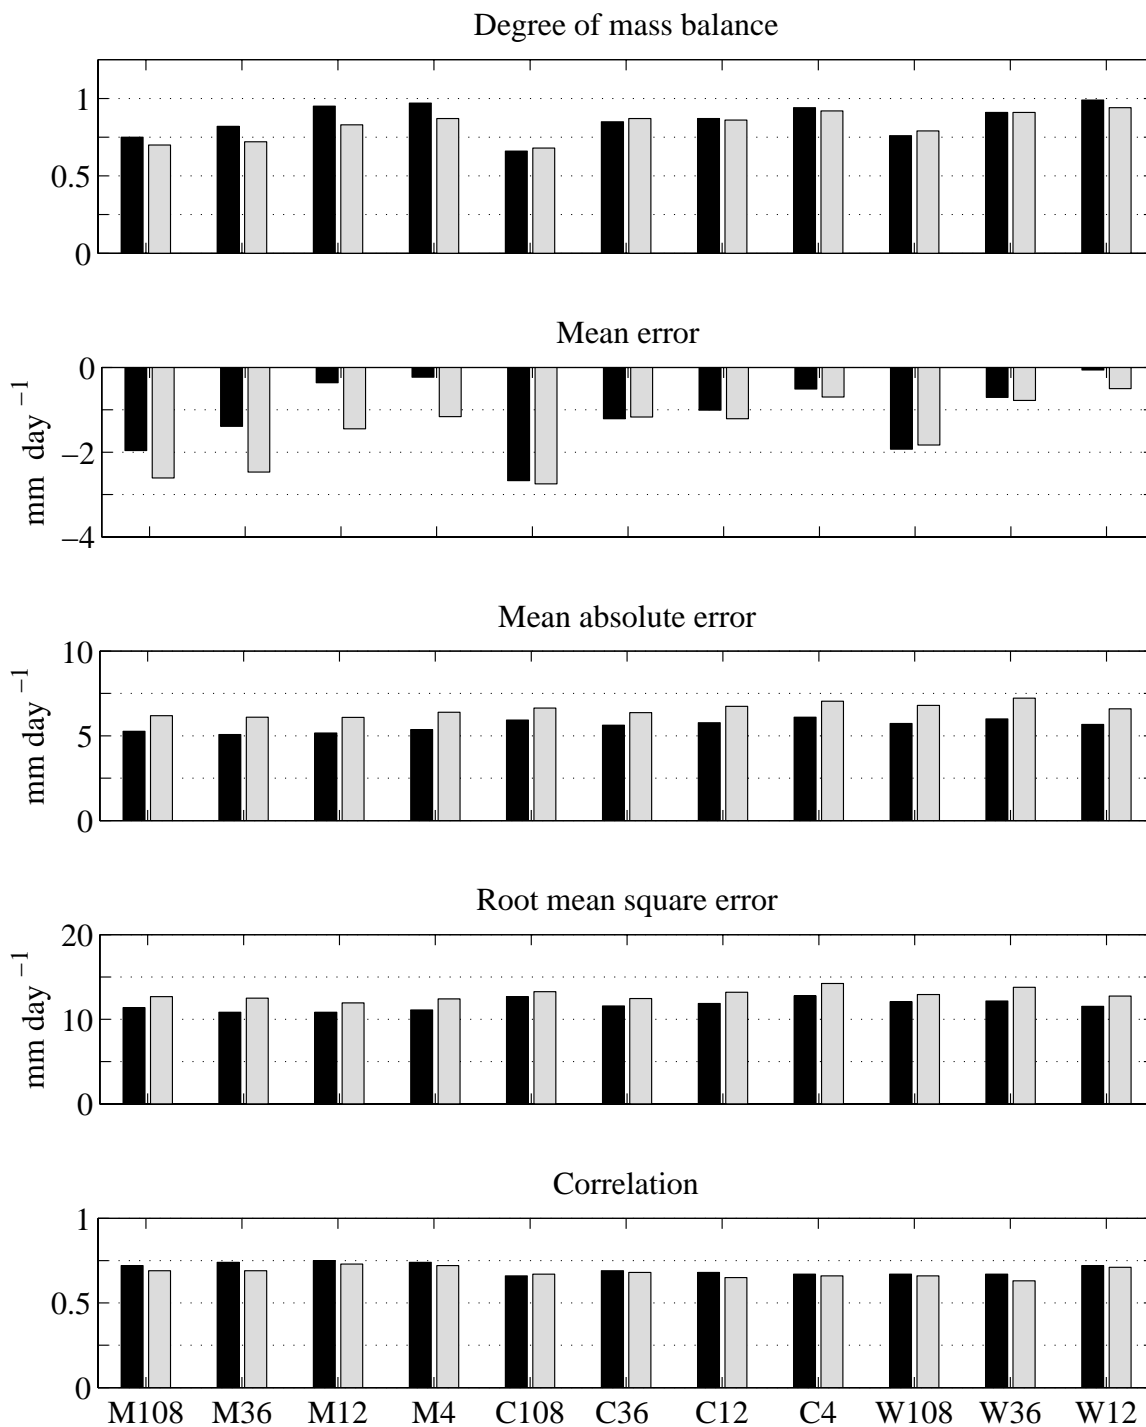 Degree of mass balance
1
0.5
0
Mean error
0
−2
−4
mm day −1
Mean absolute error
10
5
0
mm day −1
Root mean square error
20
10
0
mm day −1
Correlation
1
0.5
0
M108 M36 M12 M4 C108 C36 C12 C4 W108 W36 W12